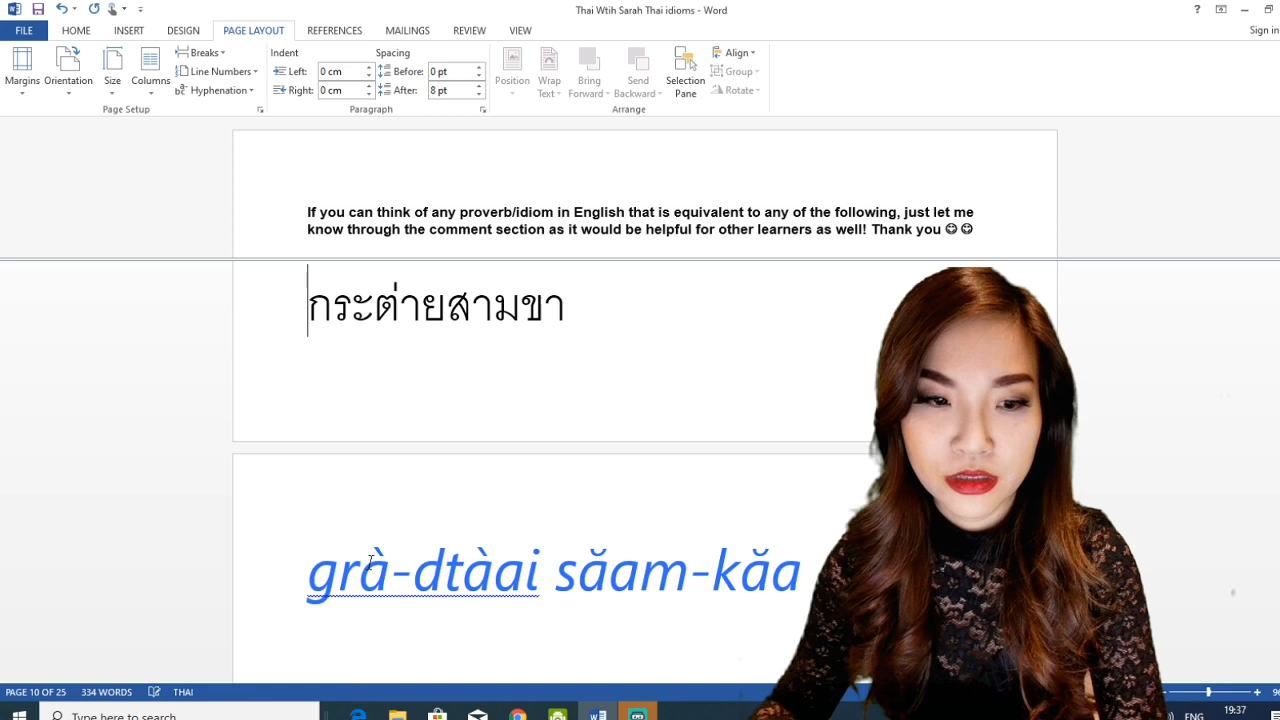 Thai Wtih Sarah Thai idioms - Word
?
Sign in
FILE HOME INSERT DESIGN PAGE LAYOUT REFERENCES MAILINGS REVIEW VIEW
Margins Orientation Size Columns
Breaks
Line Numbers
Hyphenation
Page Setup
Indent Spacing
Left: 0 cm Before: 0 pt
Right: 0 cm After: 8 pt
Paragraph
Position Wrap Text Bring Forward Send Backward Selection Pane
Align
Group
Rotate
Arrange
If you can think of any proverb/idiom in English that is equivalent to any of the following, just let me
know through the comment section as it would be helpful for other learners as well! Thank you 😊 😊
กระต่ายสามขา
grà-dtàai săam-kăa
PAGE 10 OF 25 334 WORDS THAI
Type here to search
ENG
19:37